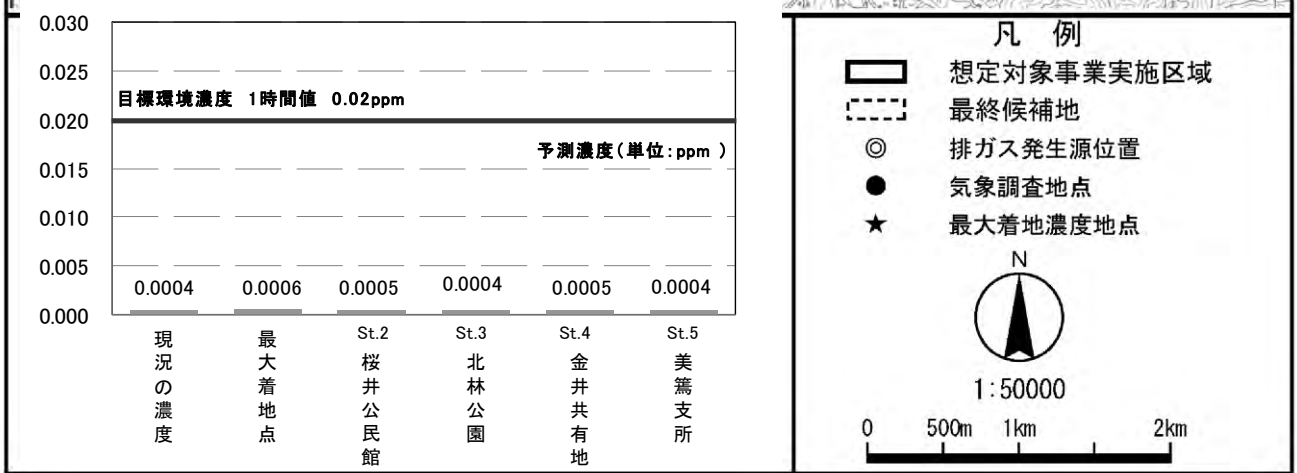 0.030
0.025
目標環境濃度 1時間値 0.02ppm
0.020
予測濃度(単位:ppm )
0.015
0.010
0.005
0.000
0.0004 0.0006 0.0005 0.0004 0.0005 0.0004
現況の濃度
最大着地点
St.2 桜井公民館
St.3 北林公園
St.4 金井共有地
St.5 美篶支所
凡 例
想定対象事業実施区域
最終候補地
排ガス発生源位置
気象調査地点
最大着地濃度地点
N
1:50000
0 500m 1km 2km